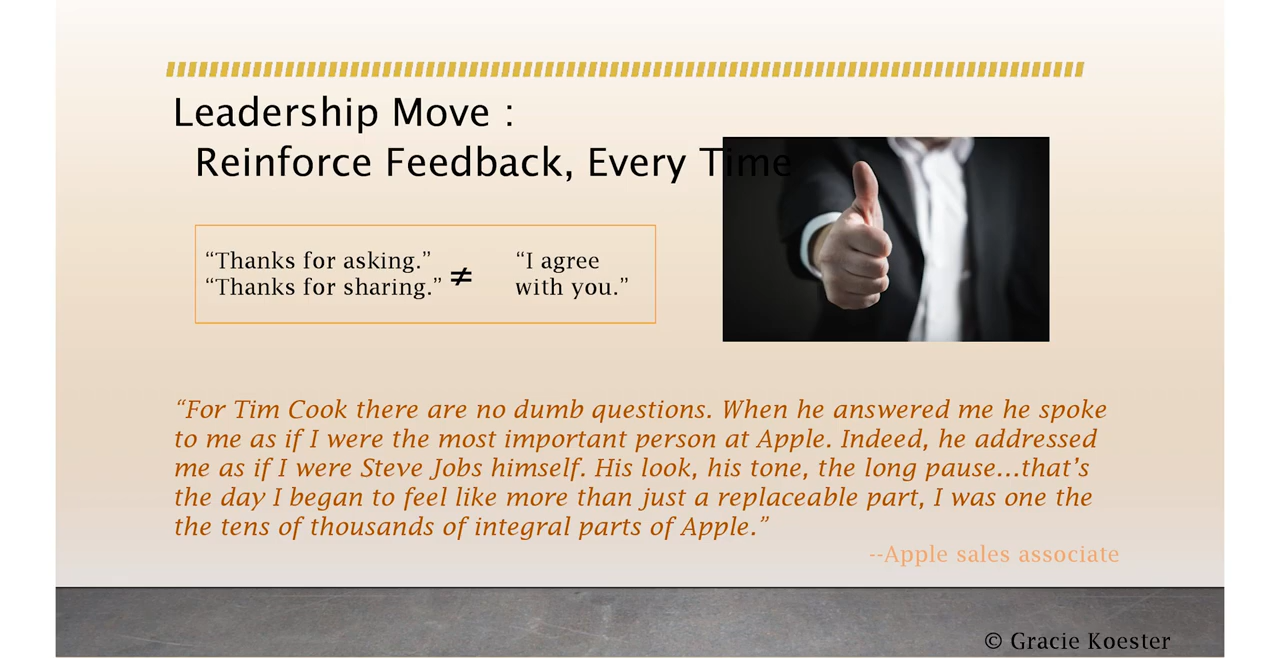 Leadership Move :
Reinforce Feedback, Every Time
“Thanks for asking.”
“Thanks for sharing.” ≠ “I agree
with you.”
“For Tim Cook there are no dumb questions. When he answered me he spoke
to me as if I were the most important person at Apple. Indeed, he addressed
me as if I were Steve Jobs himself. His look, his tone, the long pause…that’s
the day I began to feel like more than just a replaceable part, I was one the
the tens of thousands of integral parts of Apple.”
--Apple sales associate
© Gracie Koester